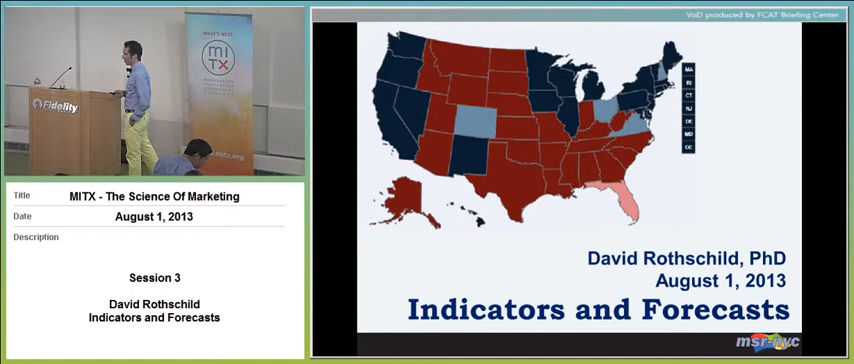 VoD produced by FCAT Briefing Center
WHAT'S NEXT.
MITX
Fidelity
mitx.org
Title MITX - The Science Of Marketing
Date August 1, 2013
Description
Session 3
David Rothschild
Indicators and Forecasts
MA
RI
CT
NJ
DE
MD
DC
David Rothschild, PhD
August 1, 2013
Indicators and Forecasts
msr-nyc